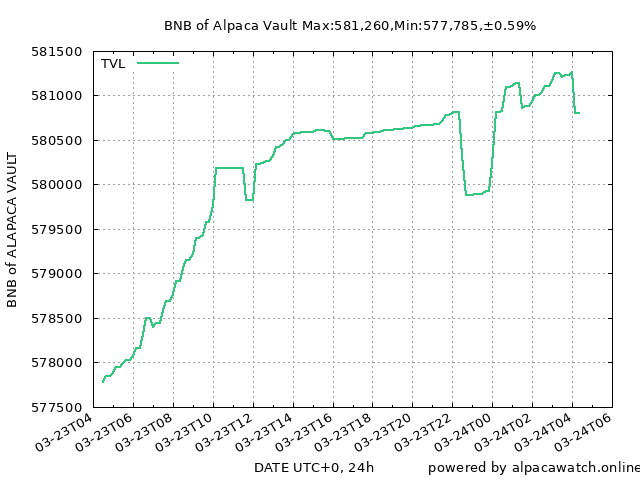 BNB of Alpaca Vault Max:581,260,Min:577,785,±0.59%
TVL
581500
581000
580500
580000
579500
579000
578500
578000
577500
BNB of ALAPACA VAULT
03-23T04
03-23T06
03-23T08
03-23T10
03-23T12
03-23T14
03-23T16
03-23T18
03-23T20
03-23T22
03-24T00
03-24T02
03-24T04
03-24T06
DATE UTC+0, 24h
powered by alpacawatch.online